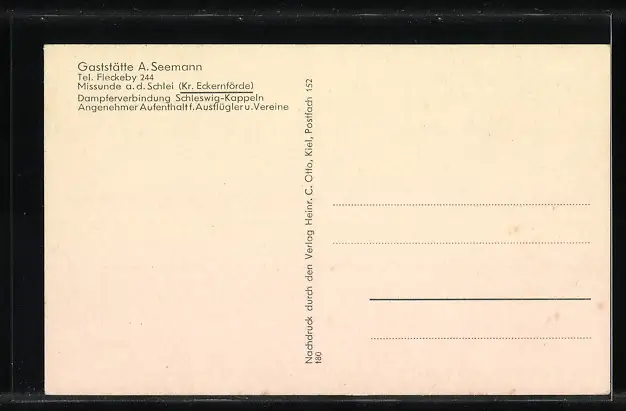 Gaststätte A. Seemann
Tel. Fleckeby 244
Missunde a. d. Schlei (Kr. Eckernförde)
Dampferverbindung Schleswig-Kappeln
Angenehmer Aufenthalt f. Ausflügler u. Vereine
Nachdruck durch den Verlag Heinr. C. Otto, Kiel, Postfach 152
180